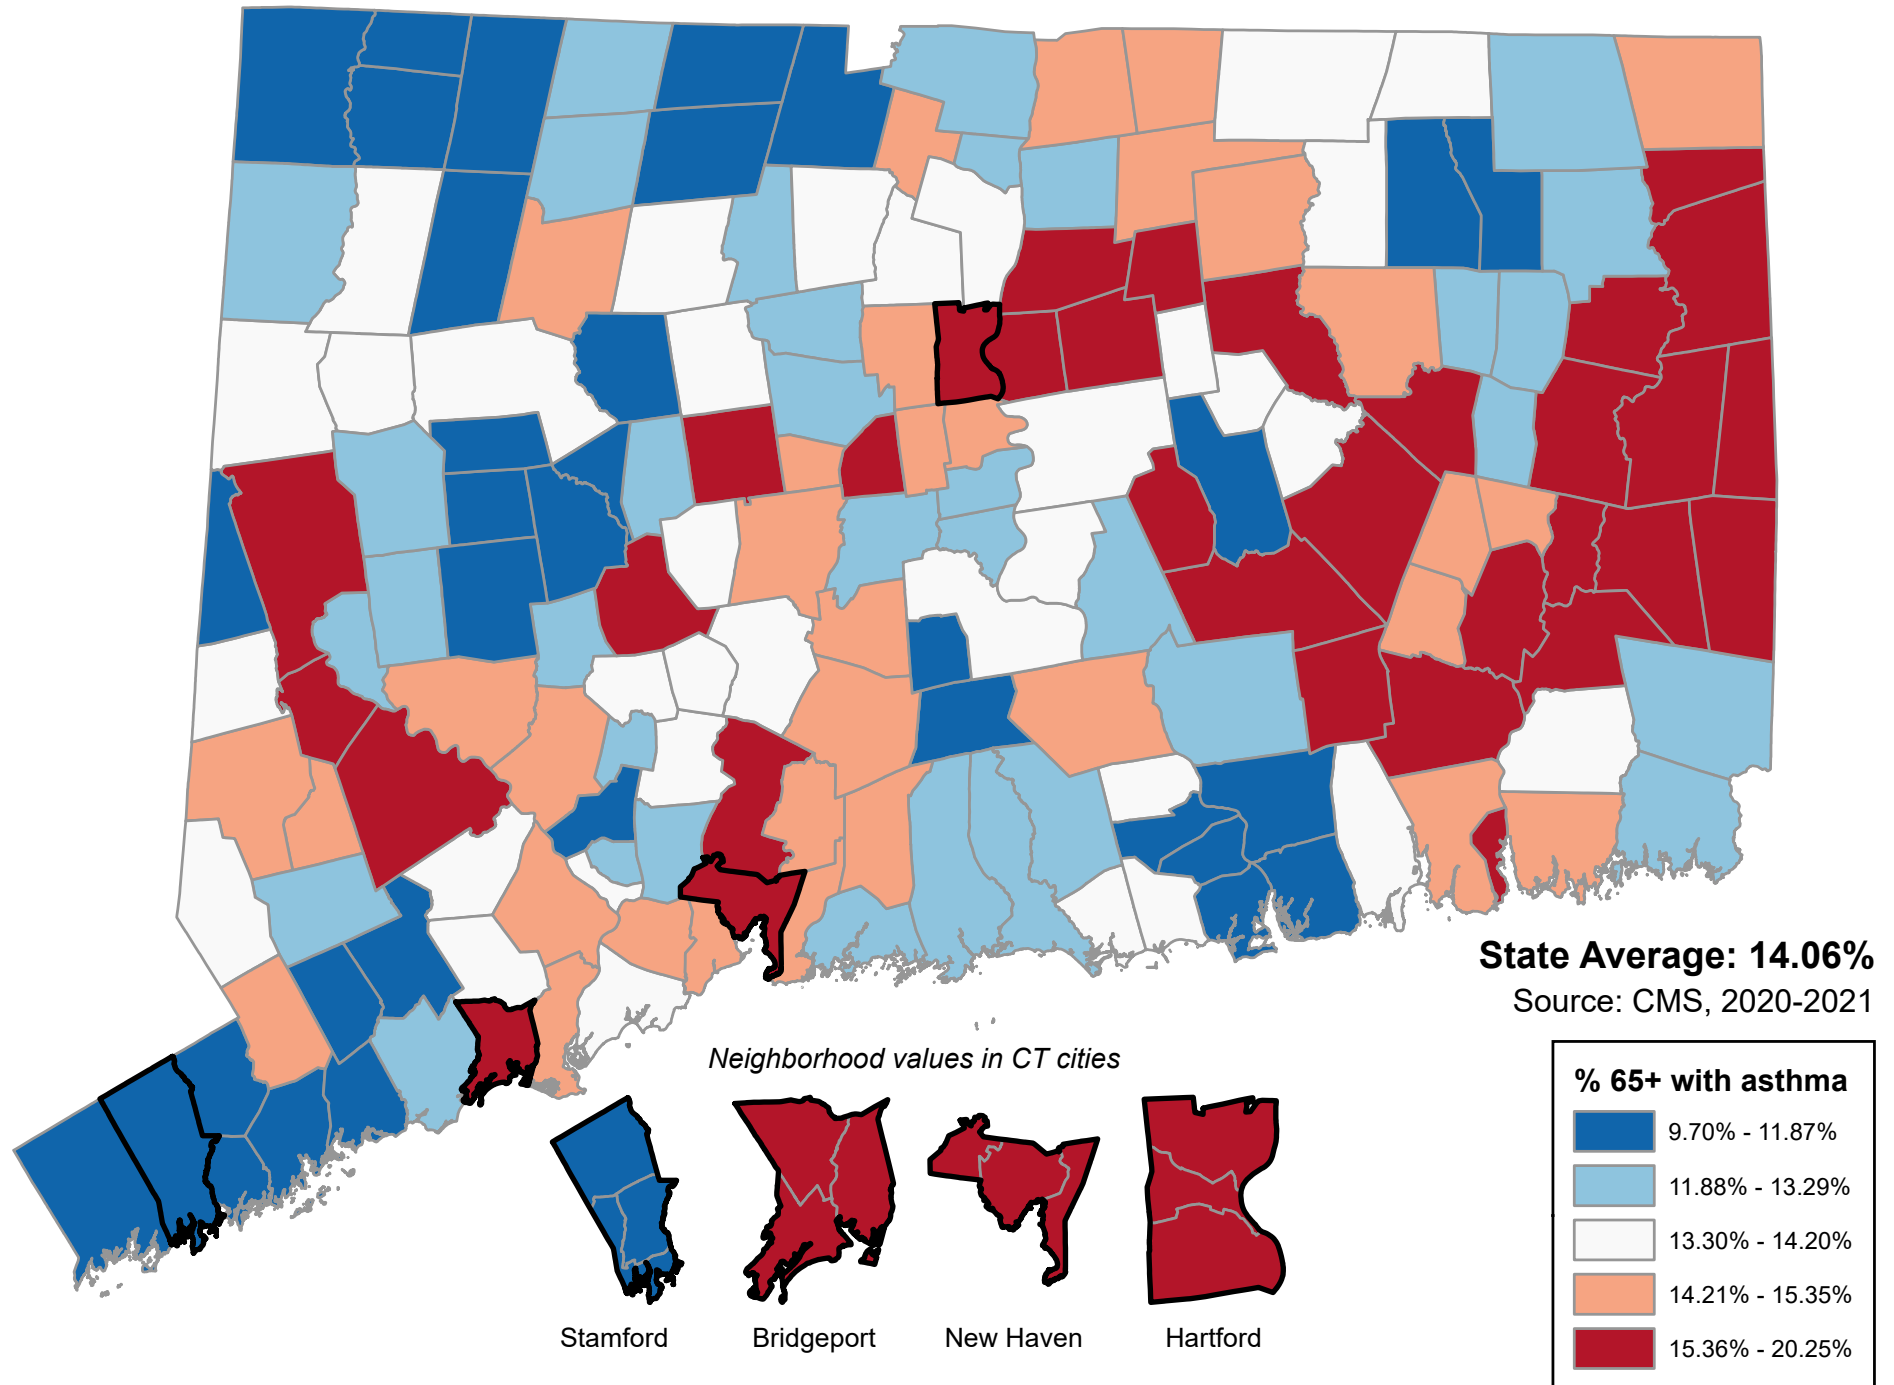 State Average: 14.06%
Source: CMS, 2020-2021
Neighborhood values in CT cities
% 65+ with asthma
9.70% - 11.87%
11.88% - 13.29%
13.30% - 14.20%
14.21% - 15.35%
15.36% - 20.25%
Stamford
Bridgeport
New Haven
Hartford